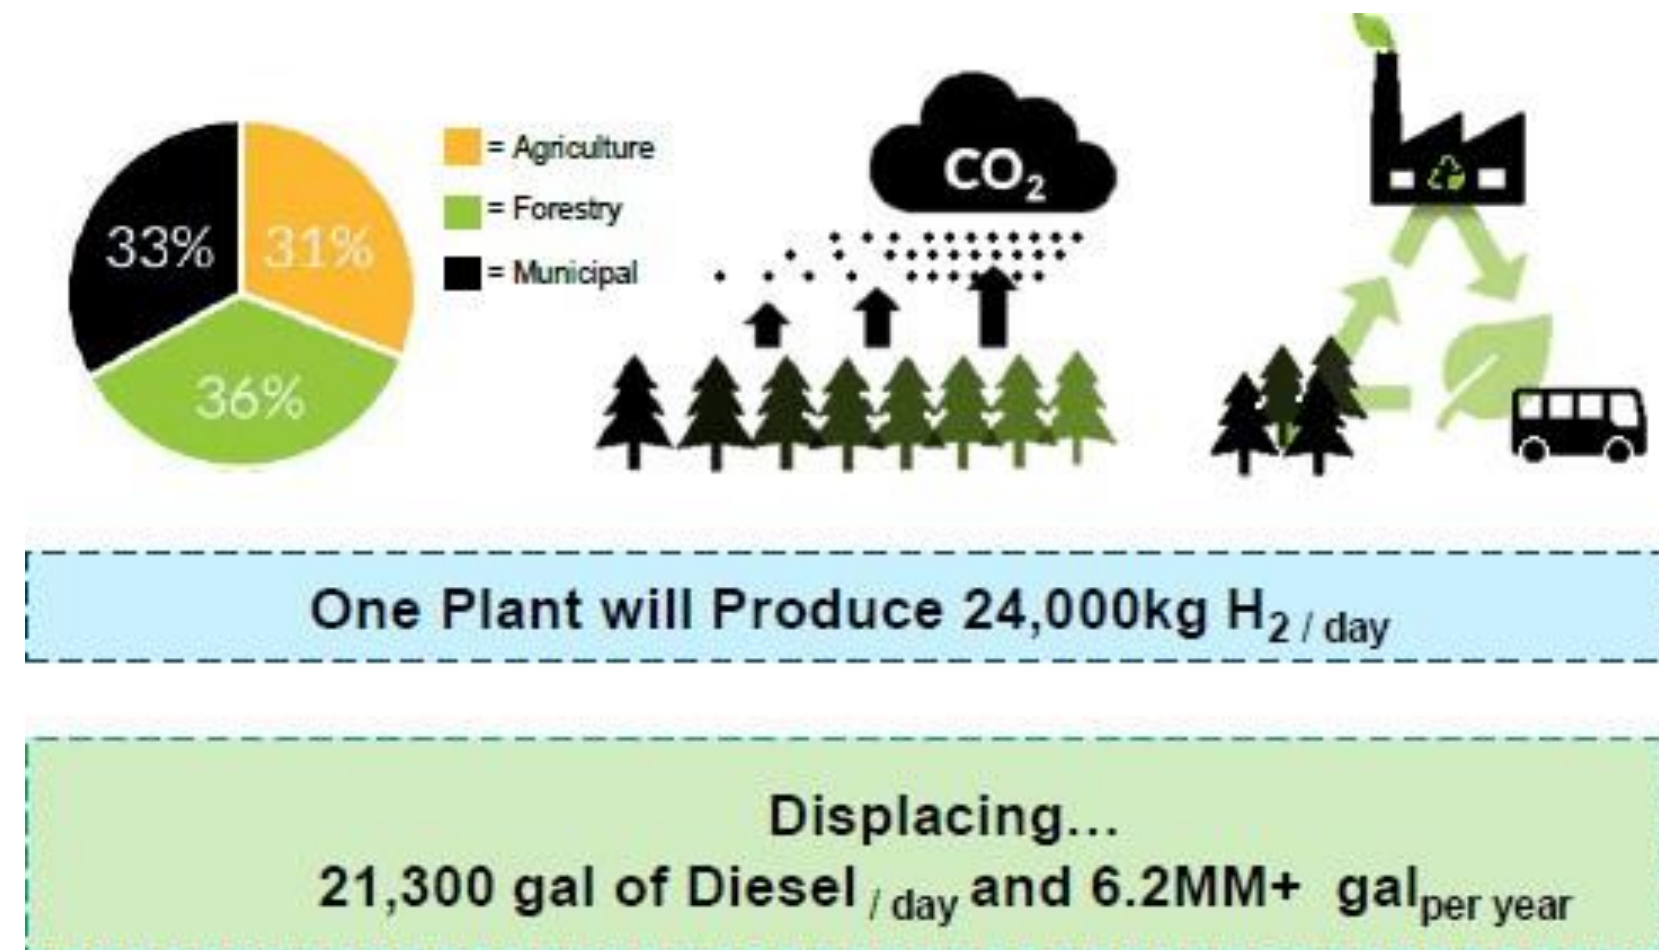 33%
31%
36%
= Agriculture
= Forestry
= Municipal
CO₂
One Plant will Produce 24,000kg H₂ / day
Displacing...
21,300 gal of Diesel / day and 6.2MM+ gal per year